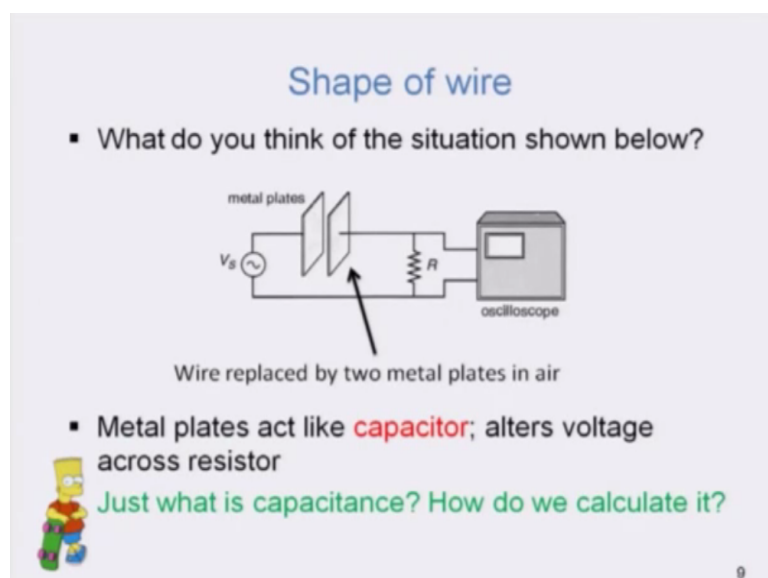 Shape of wire
▪ What do you think of the situation shown below?
metal plates
Vs
R
oscilloscope
Wire replaced by two metal plates in air
▪ Metal plates act like capacitor; alters voltage
across resistor
Just what is capacitance? How do we calculate it?
9